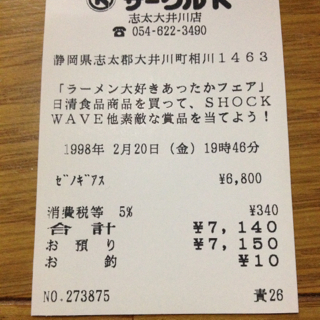 サークルK
志太大井川店
☎ 054-622-3490
静岡県志太郡大井川町相川1463
「ラーメン大好きあったかフェア」
日清食品商品を買って、SHOCK
WAVE他素敵な賞品を当てよう!
1998年 2月20日(金) 19時46分
ｾﾞﾉｷﾞｱｽ ¥6,800
消費税等 5% ¥340
合計 ¥7,140
お預り ¥7,150
お釣 ¥10
NO.273875 責26